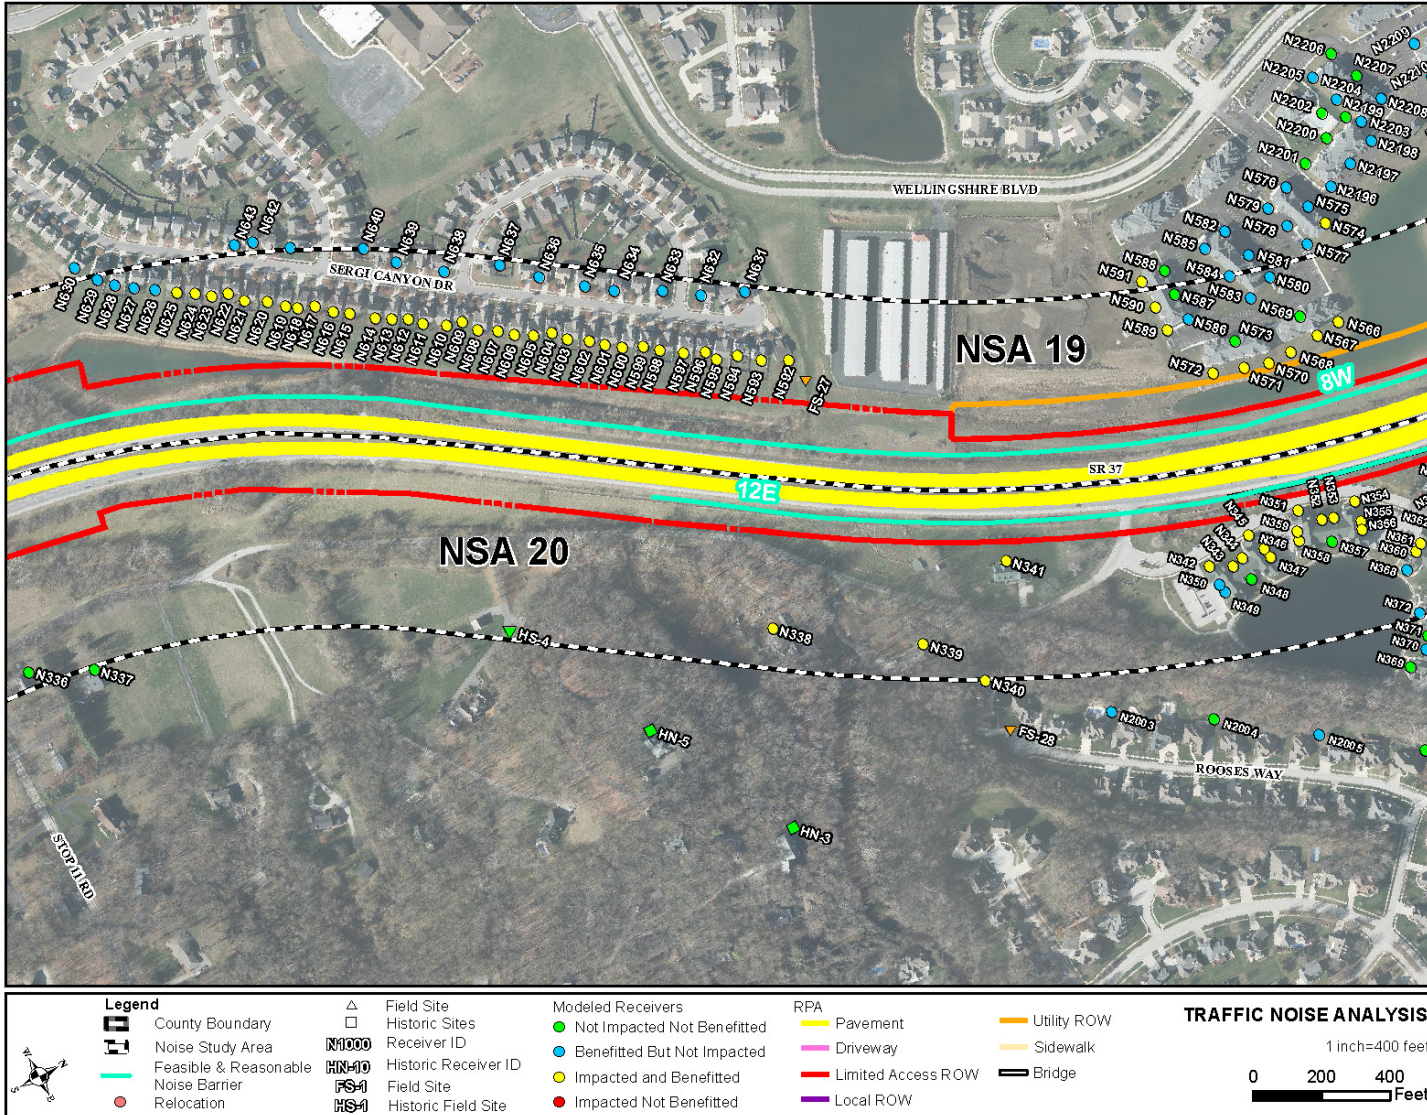 N2206
N2209
N2207
N2210
N2205
N2204
N2208
N2199
N2202
N2203
N2200
N2198
N2201
N2197
N2196
WELLINGSHIRE BLVD
N576
N575
N579
N574
N578
N582
N577
N585
N581
N584
N580
N588
N583
N591
N587
N569
N590
N586
N573
N566
N589
N567
N568
N572
N570
N571
N643
N642
N640
N639
N638
N637
N636
N635
N634
N633
N632
N631
SERGI CANYON DR
N630
N629
N628
N627
N626
N625
N624
N623
N622
N621
N620
N619
N618
N617
N616
N615
N614
N613
N612
N611
N610
N609
N608
N607
N606
N605
N604
N603
N602
N601
N600
N599
N598
N597
N596
N595
N594
N593
N592
FS-27
NSA 19
8W
SR 37
12E
NSA 20
N351
N352
N353
N354
N355
N356
N345
N359
N346
N344
N343
N342
N358
N357
N361
N360
N347
N368
N350
N348
N349
N372
N371
N370
N369
N341
N338
N339
N340
HS-4
N336
N337
HN-5
HN-3
FS-28
N2003
N2004
N2005
ROOSES WAY
STOP 11 RD
Legend
County Boundary
Noise Study Area
Feasible & Reasonable
Noise Barrier
Relocation
Field Site
Historic Sites
N1000 Receiver ID
HN-10 Historic Receiver ID
FS-1 Field Site
HS-1 Historic Field Site
Modeled Receivers
Not Impacted Not Benefitted
Benefitted But Not Impacted
Impacted and Benefitted
Impacted Not Benefitted
RPA
Pavement
Driveway
Limited Access ROW
Local ROW
Utility ROW
Sidewalk
Bridge
TRAFFIC NOISE ANALYSIS
1 inch=400 feet
0 200 400
Feet
N
E
S
W